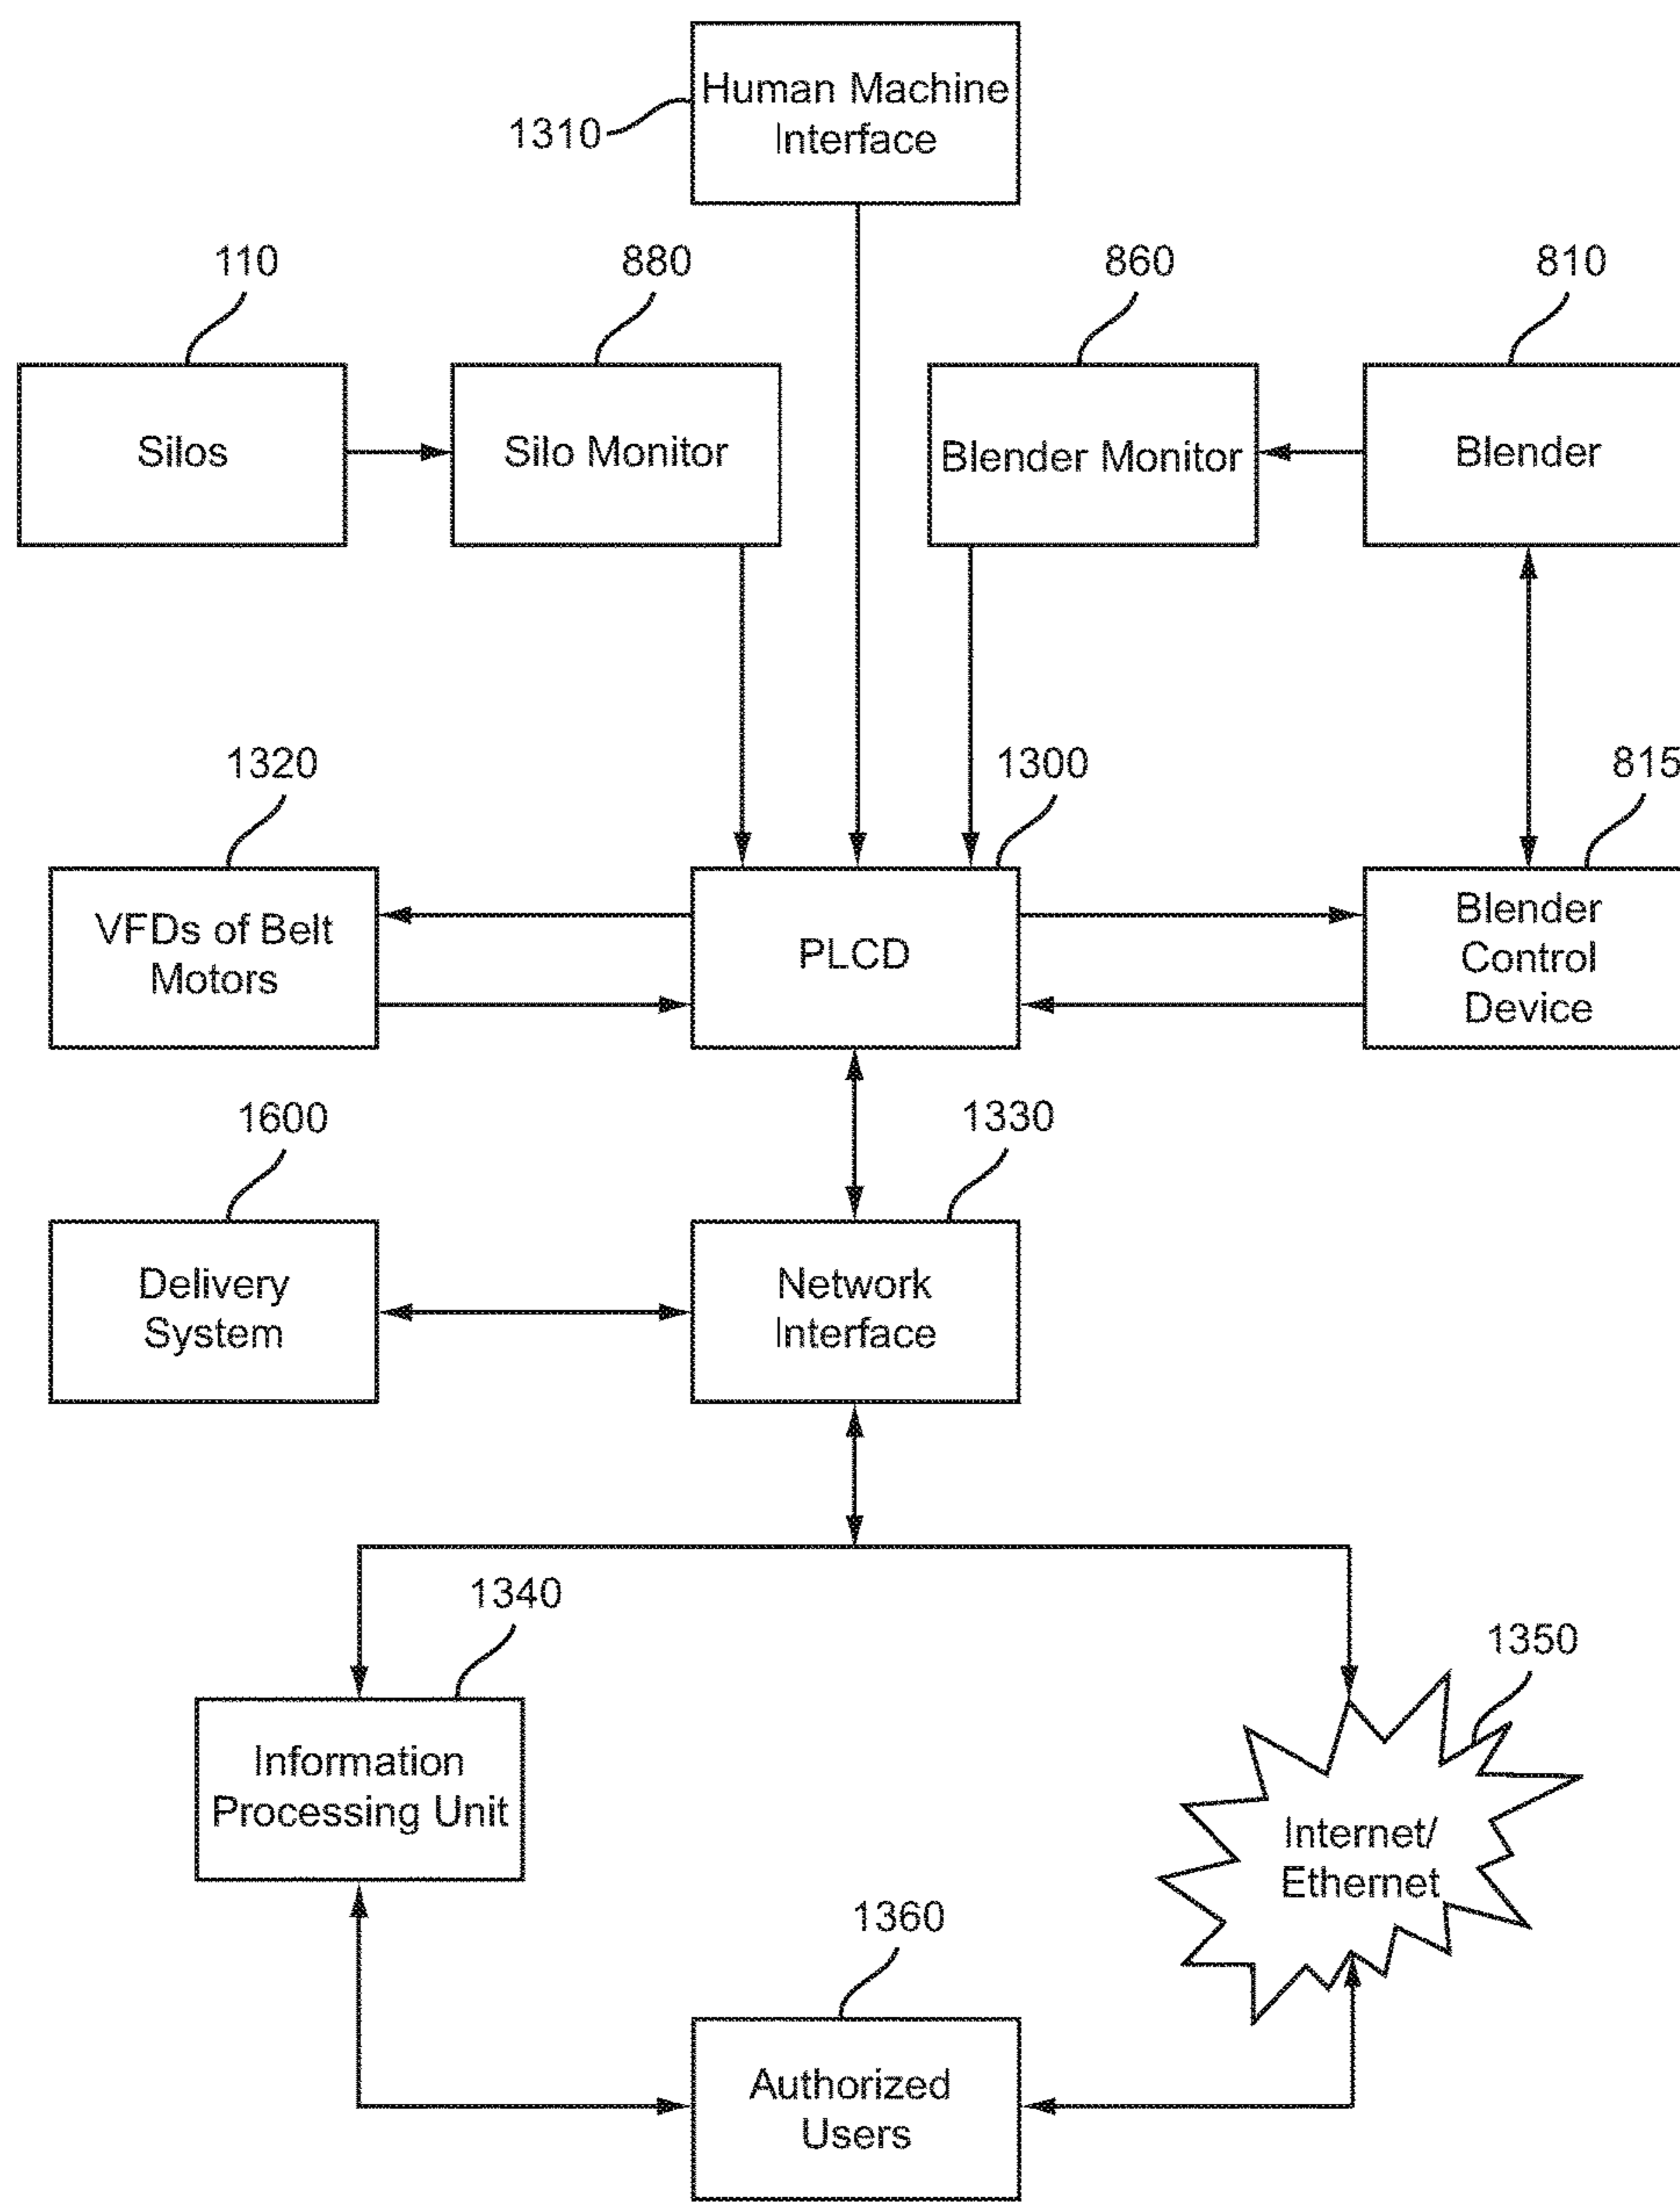 Human Machine
Interface
1310
110
880
860
810
Silos
Silo Monitor
Blender Monitor
Blender
1320
1300
815
VFDs of Belt
Motors
PLCD
Blender
Control
Device
1600
1330
Delivery
System
Network
Interface
1340
1350
Information
Processing Unit
Internet/
Ethernet
1360
Authorized
Users